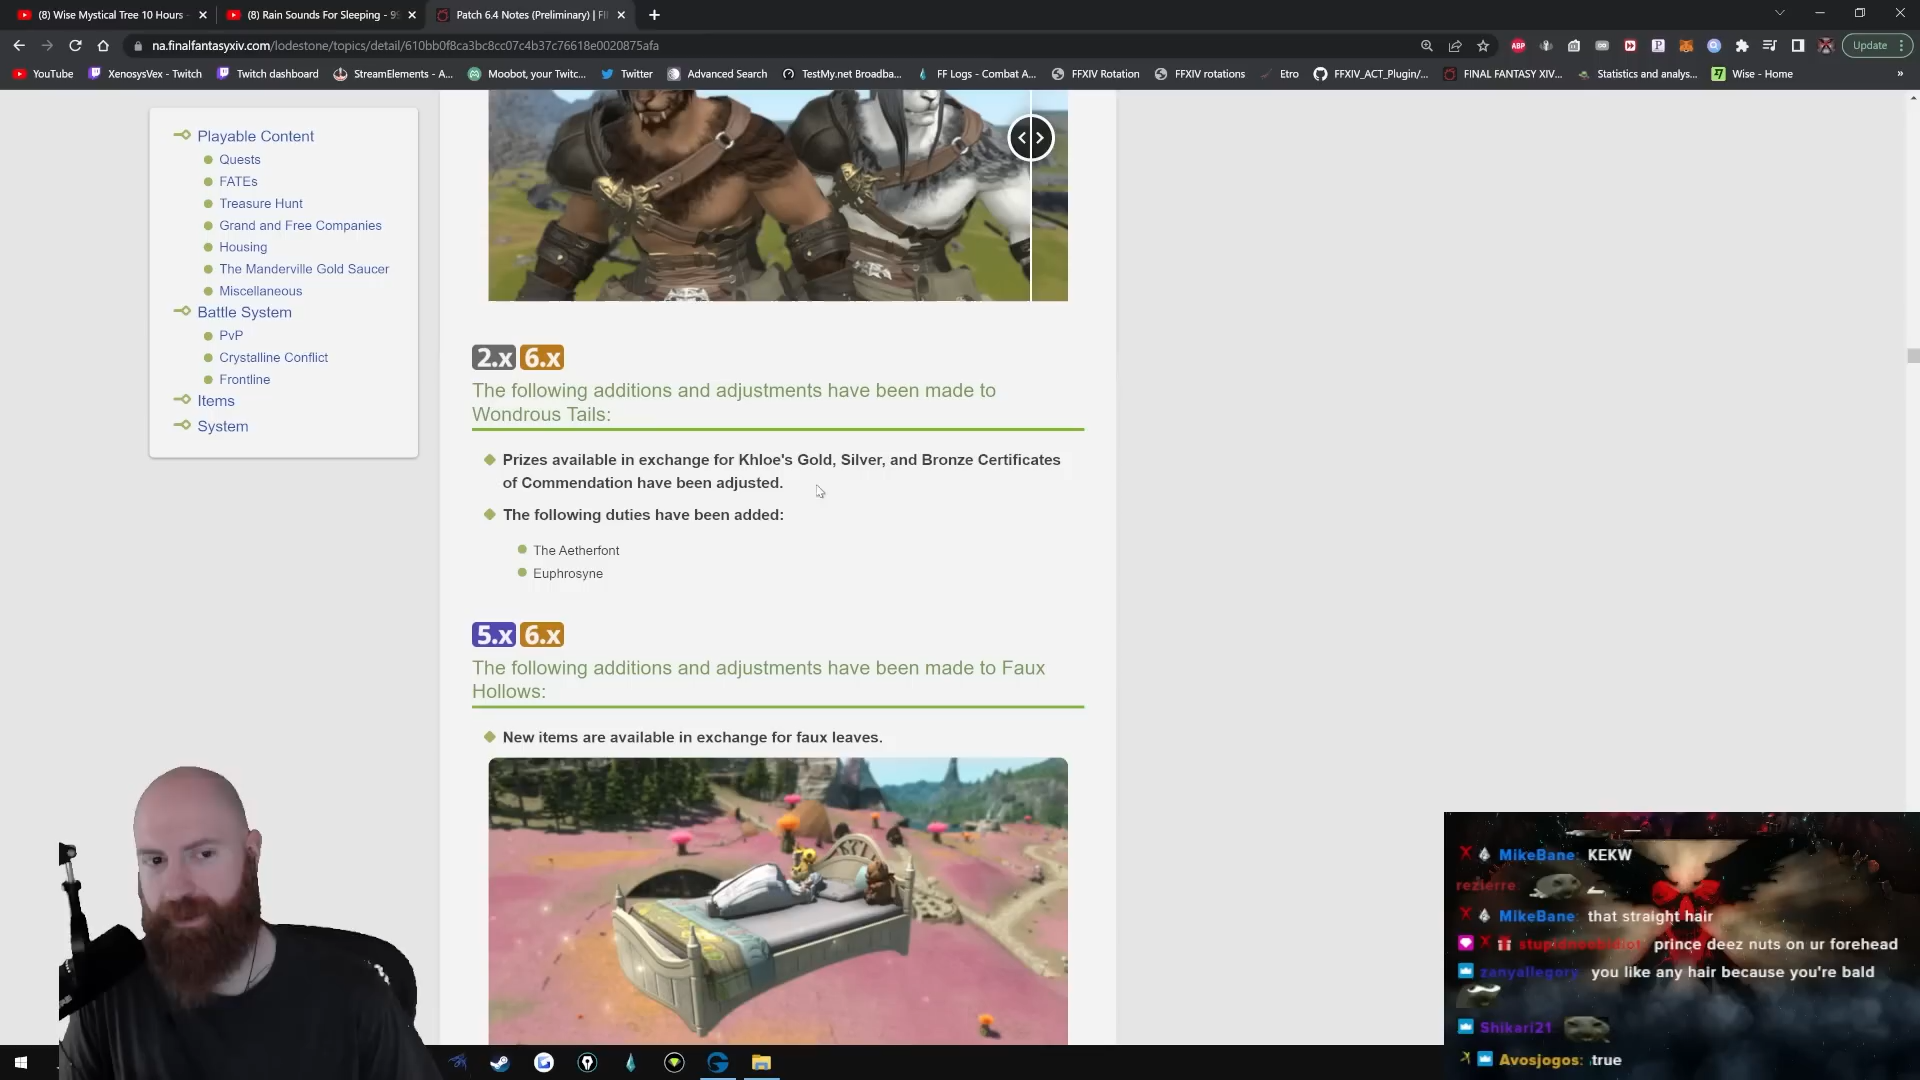 (8) Wise Mystical Tree 10 Hours
(8) Rain Sounds For Sleeping - 99
Patch 6.4 Notes (Preliminary) | FI
na.finalfantasyxiv.com/lodestone/topics/detail/610bb0f8ca3bc8cc07c4b37c76618e0020875afa
Update
YouTube
XenosysVex - Twitch
Twitch dashboard
StreamElements - A...
Moobot, your Twitc...
Twitter
Advanced Search
TestMy.net Broadba...
FF Logs - Combat A...
FFXIV Rotation
FFXIV rotations
Etro
FFXIV_ACT_Plugin/...
FINAL FANTASY XIV...
Statistics and analys...
Wise - Home
»
Playable Content
Quests
FATEs
Treasure Hunt
Grand and Free Companies
Housing
The Manderville Gold Saucer
Miscellaneous
Battle System
PvP
Crystalline Conflict
Frontline
Items
System
2.x 6.x
The following additions and adjustments have been made to
Wondrous Tails:
Prizes available in exchange for Khloe's Gold, Silver, and Bronze Certificates
of Commendation have been adjusted.
The following duties have been added:
The Aetherfont
Euphrosyne
5.x 6.x
The following additions and adjustments have been made to Faux
Hollows:
New items are available in exchange for faux leaves.
MikeBane: KEKW
rezierre:
MikeBane: that straight hair
prince deez nuts on ur forehead
zanyallegory: you like any hair because you're bald
Shikari21
Avosjogos: true